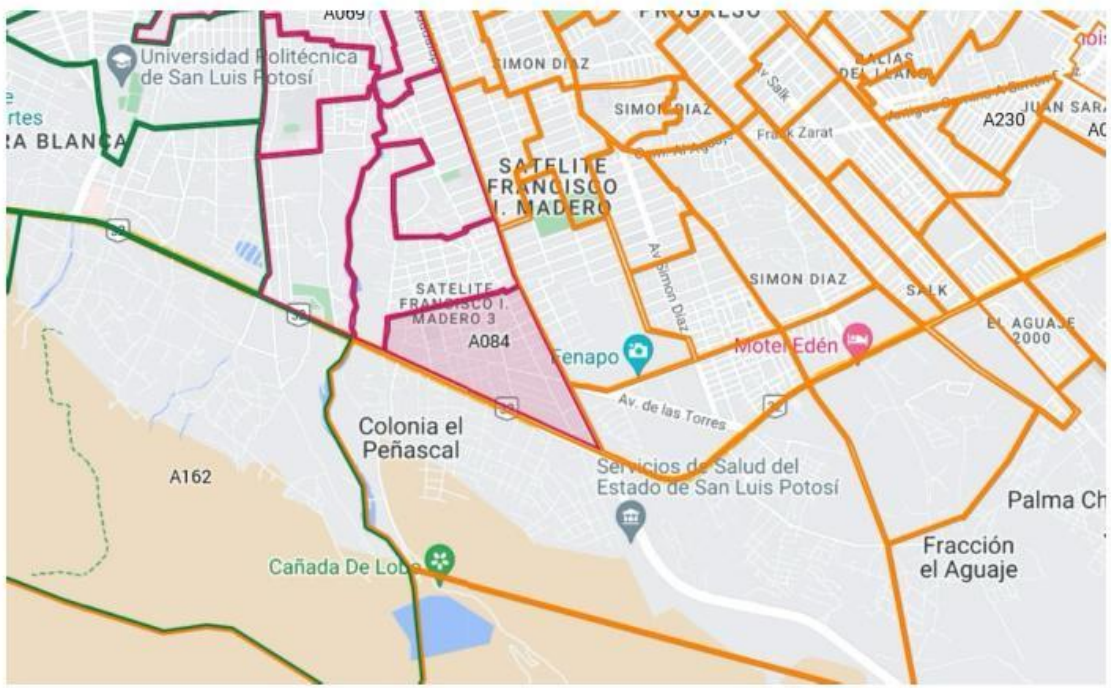 A069
PROGRESO
Universidad Politécnica
de San Luis Potosí
SIMON DIAZ
DALIAS
DEL LLANO
Av Salk
SIMON DIAZ
JUAN SARA
A230
rtes
RA BLANCA
SATELITE
FRANCISCO
I. MADERO
SATELITE
FRANCISCO I.
MADERO 3
A084
Av Simon Diaz
SIMON DIAZ
SALK
EL AGUAJE
2000
Fenapo
Motel Edén
Av. de las Torres
Colonia el
Peñascal
A162
Servicios de Salud del
Estado de San Luis Potosí
Palma Ch
Fracción
el Aguaje
Cañada De Lobo